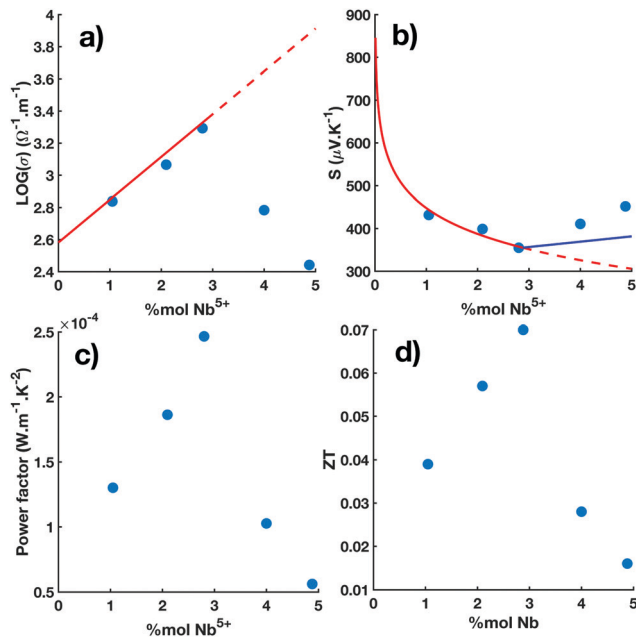 a)
LOG(σ) (Ω⁻¹.m⁻¹)
4
3.8
3.6
3.4
3.2
3
2.8
2.6
2.4
0 1 2 3 4 5
%mol Nb⁵⁺
b)
S (μV.K⁻¹)
900
800
700
600
500
400
300
0 1 2 3 4 5
%mol Nb⁵⁺
c)
×10⁻⁴
Power factor (W.m⁻¹.K⁻²)
2.5
2
1.5
1
0.5
0 1 2 3 4 5
%mol Nb⁵⁺
d)
ZT
0.07
0.06
0.05
0.04
0.03
0.02
0.01
0 1 2 3 4 5
%mol Nb